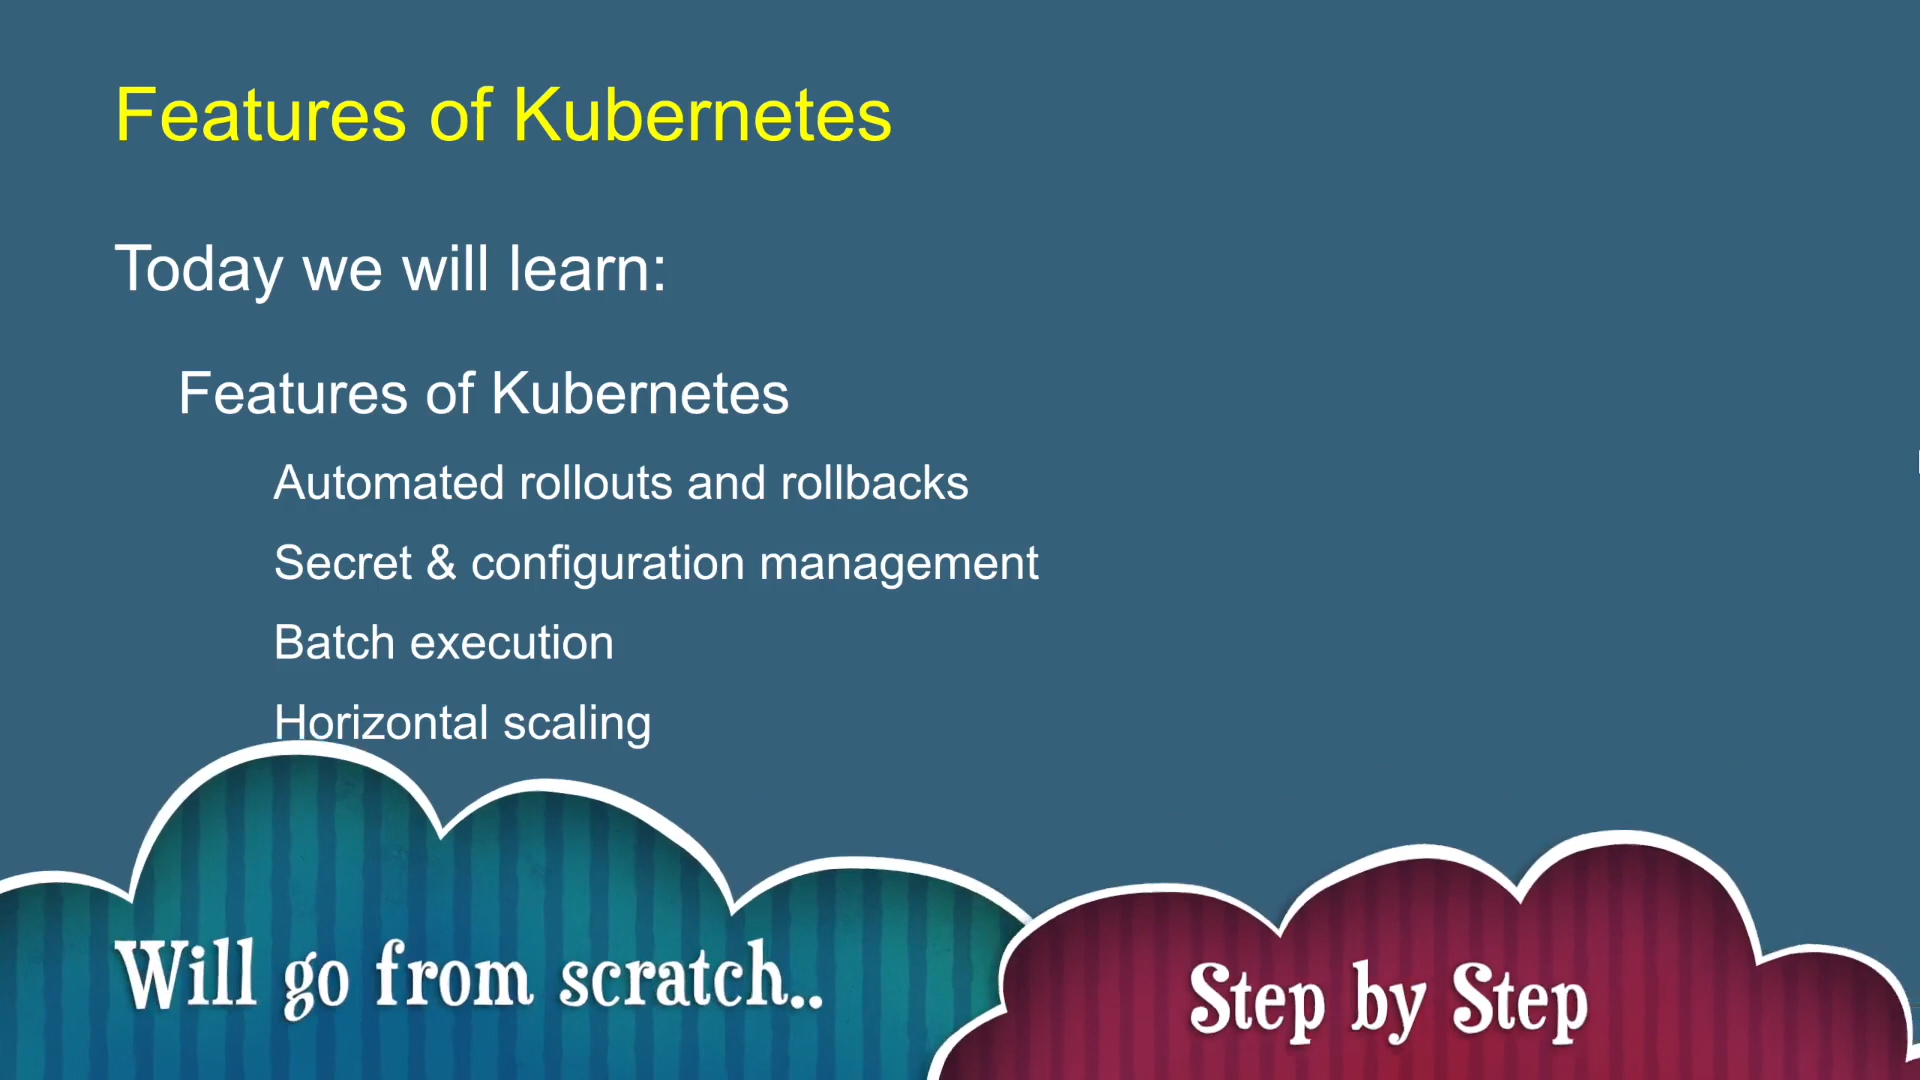 Features of Kubernetes
Today we will learn:
Features of Kubernetes
Automated rollouts and rollbacks
Secret & configuration management
Batch execution
Horizontal scaling
Will go from scratch..
Step by Step